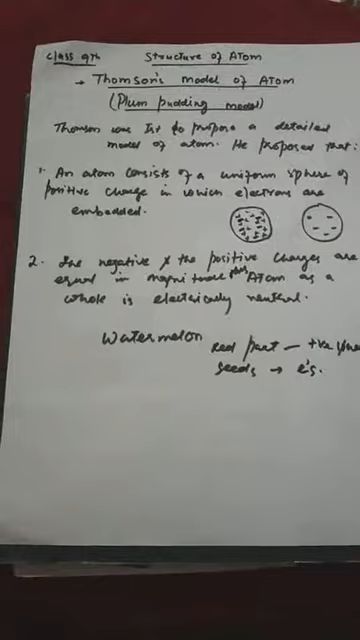 Class 9th
Structure of Atom
→ Thomson's model of Atom
(Plum pudding model)
Thomson was Ist to propose a detailed
model of atom. He proposed that:
1. An atom consists of a uniform sphere of
positive charge in which electrons are
embedded.
2. The negative & the positive charges are
equal in magnitude Atom as a
whole is electrically neutral.
Watermelon
Red part — +ve
seeds → e's.